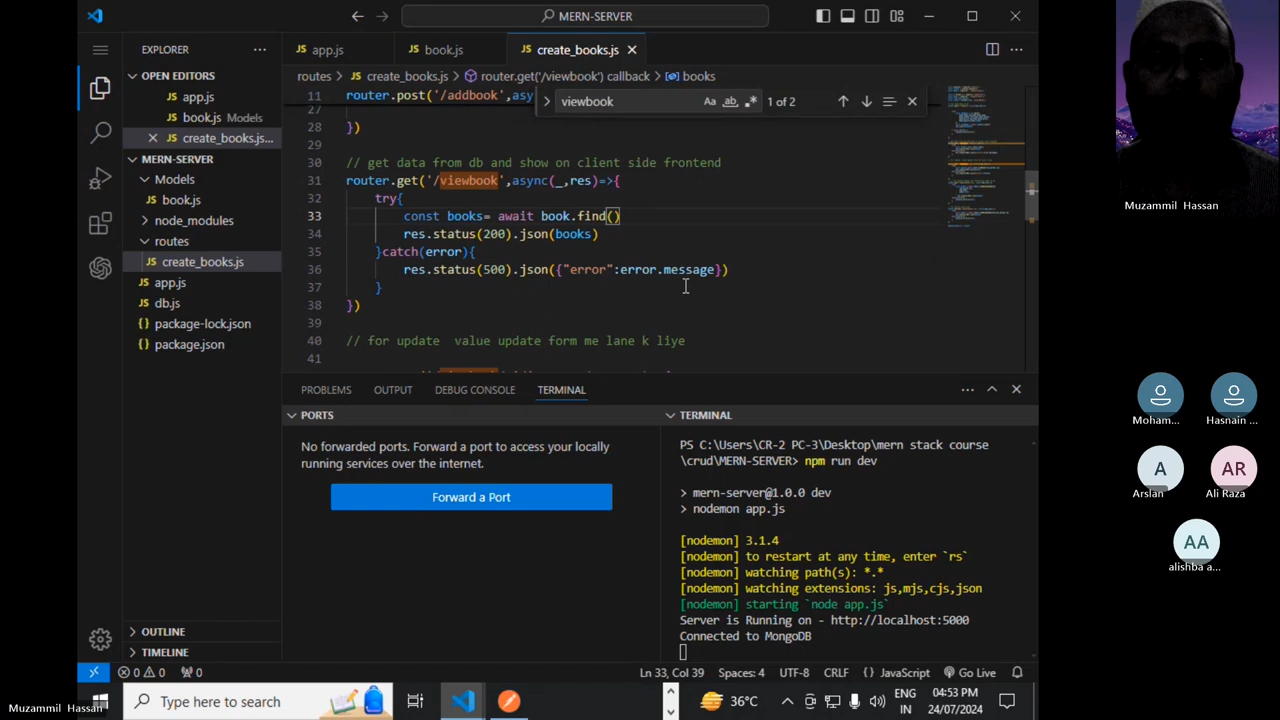 MERN-SERVER
EXPLORER
app.js
book.js
create_books.js
routes > create_books.js > router.get('/viewbook') callback > books
OPEN EDITORS
app.js
book.js Models
create_books.js...
MERN-SERVER
Models
book.js
node_modules
routes
create_books.js
app.js
db.js
package-lock.json
package.json
OUTLINE
TIMELINE
viewbook
Aa
ab
1 of 2
11 router.post('/addbook',asy
27
28 })
29
30 // get data from db and show on client side frontend
31 router.get('/viewbook',async(_,res)=>{
32 try{
33 const books= await book.find()
34 res.status(200).json(books)
35 }catch(error){
36 res.status(500).json({"error":error.message})
37 }
38 })
39
40 // for update  value update form me lane k liye
41
PROBLEMS
OUTPUT
DEBUG CONSOLE
TERMINAL
PORTS
No forwarded ports. Forward a port to access your locally
running services over the internet.
Forward a Port
TERMINAL
PS C:\Users\CR-2 PC-3\Desktop\mern stack course
\crud\MERN-SERVER> npm run dev
> mern-server@1.0.0 dev
> nodemon app.js
[nodemon] 3.1.4
[nodemon] to restart at any time, enter `rs`
[nodemon] watching path(s): *.*
[nodemon] watching extensions: js,mjs,cjs,json
[nodemon] starting `node app.js`
Server is Running on - http://localhost:5000
Connected to MongoDB
0 0
0
Ln 33, Col 39
Spaces: 4
UTF-8
CRLF
{} JavaScript
Go Live
Type here to search
36°C
ENG
IN
04:53 PM
24/07/2024
Muzammil Hassan
Muzammil Hassan
Moham...
Hasnain ...
A
Arslan
AR
Ali Raza
AA
alishba a...